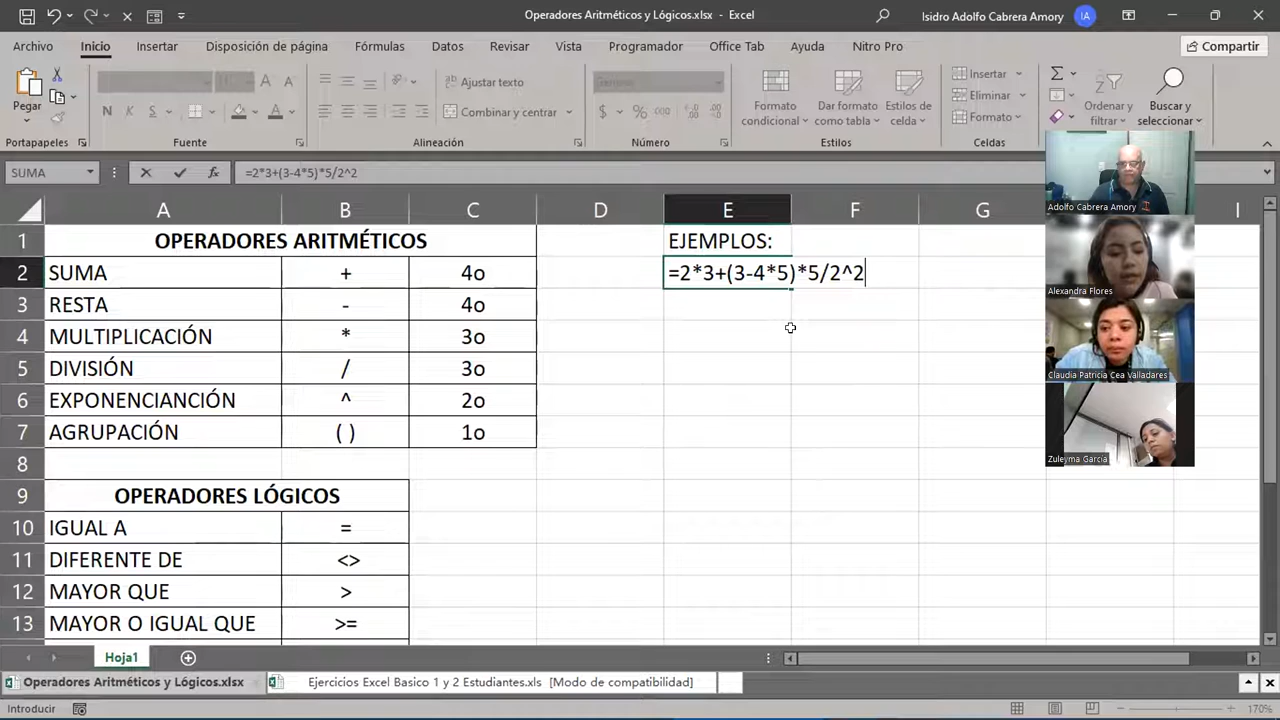 Operadores Aritméticos y Lógicos.xlsx - Excel
Isidro Adolfo Cabrera Amory
IA
Archivo Inicio Insertar Disposición de página Fórmulas Datos Revisar Vista Programador Office Tab Ayuda Nitro Pro
Compartir
Pegar
N K S
A A
Ajustar texto
Combinar y centrar
General
$ % 000
Formato condicional
Dar formato como tabla
Estilos de celda
Insertar
Eliminar
Formato
Ordenar y filtrar
Buscar y seleccionar
Portapapeles Fuente Alineación Número Estilos Celdas
SUMA
fx
=2*3+(3-4*5)*5/2^2
A B C D E F G I
1 OPERADORES ARITMÉTICOS EJEMPLOS:
2 SUMA + 4o =2*3+(3-4*5)*5/2^2
3 RESTA - 4o
4 MULTIPLICACIÓN * 3o
5 DIVISIÓN / 3o
6 EXPONENCIANCIÓN ^ 2o
7 AGRUPACIÓN ( ) 1o
8
9 OPERADORES LÓGICOS
10 IGUAL A =
11 DIFERENTE DE <>
12 MAYOR QUE >
13 MAYOR O IGUAL QUE >=
Adolfo Cabrera Amory
Alexandra Flores
Claudia Patricia Cea Valladares
Zuleyma Garcia
Hoja1
Operadores Aritméticos y Lógicos.xlsx
Ejercicios Excel Basico 1 y 2 Estudiantes.xls [Modo de compatibilidad]
Introducir
170%